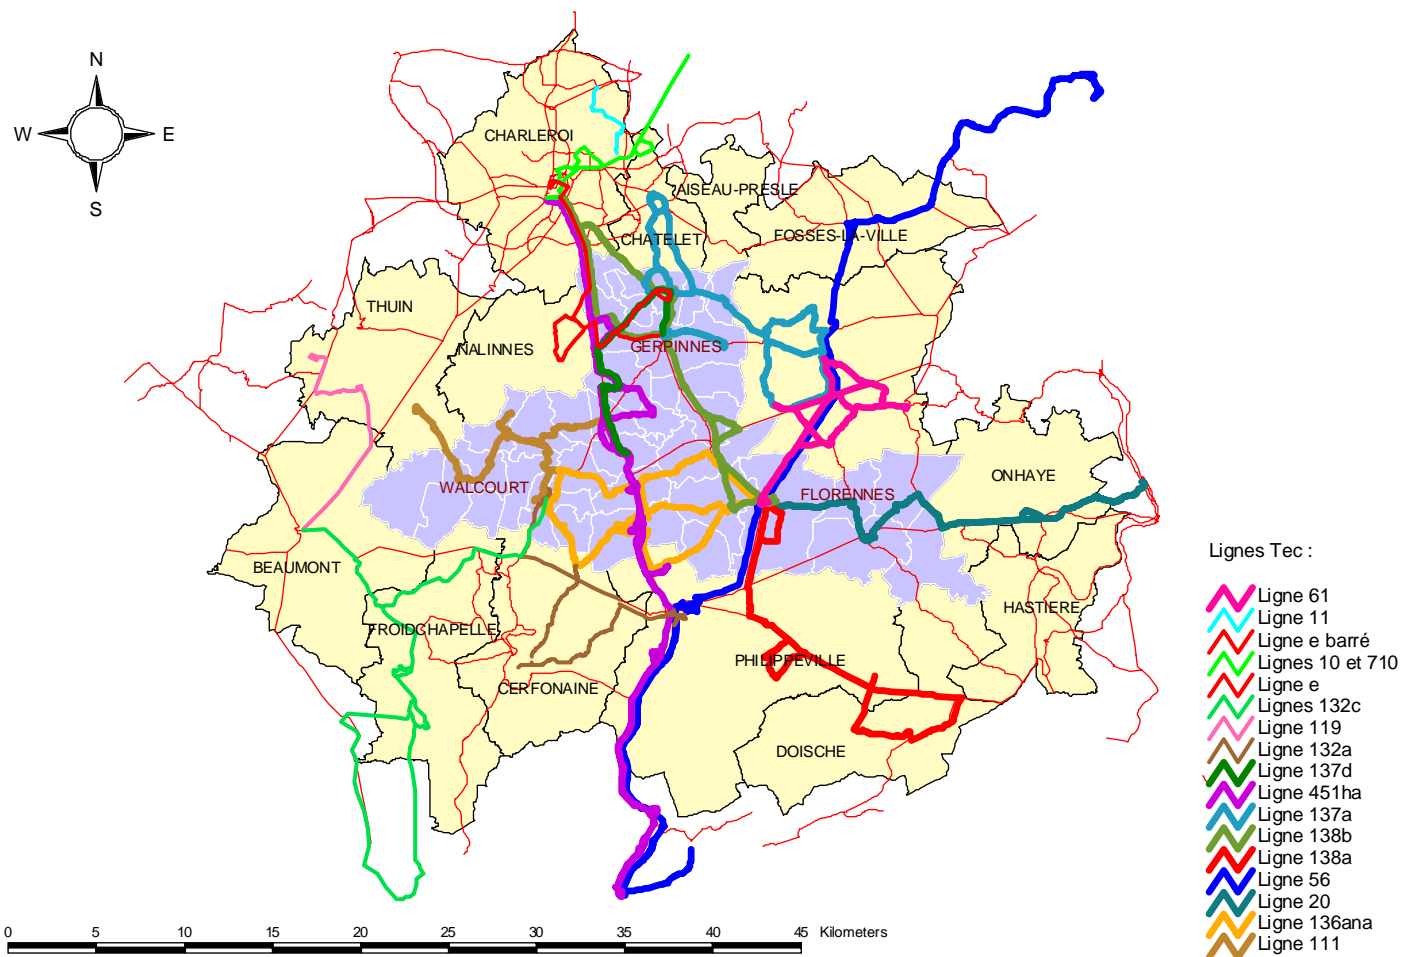 N
W
E
S
CHARLEROI
AISEAU-PRESLE
CHATELET
FOSSES-LA-VILLE
THUIN
NALINNES
GERPINNES
ONHAYE
WALCOURT
FLORENNES
BEAUMONT
HASTIERE
FROIDCHAPELLE
PHILIPPEVILLE
CERFONAINE
DOISCHE
Lignes Tec :
Ligne 61
Ligne 11
Ligne e barré
Lignes 10 et 710
Ligne e
Lignes 132c
Ligne 119
Ligne 132a
Ligne 137d
Ligne 451ha
Ligne 137a
Ligne 138b
Ligne 138a
Ligne 56
Ligne 20
Ligne 136ana
Ligne 111
0 5 10 15 20 25 30 35 40 45 Kilometers